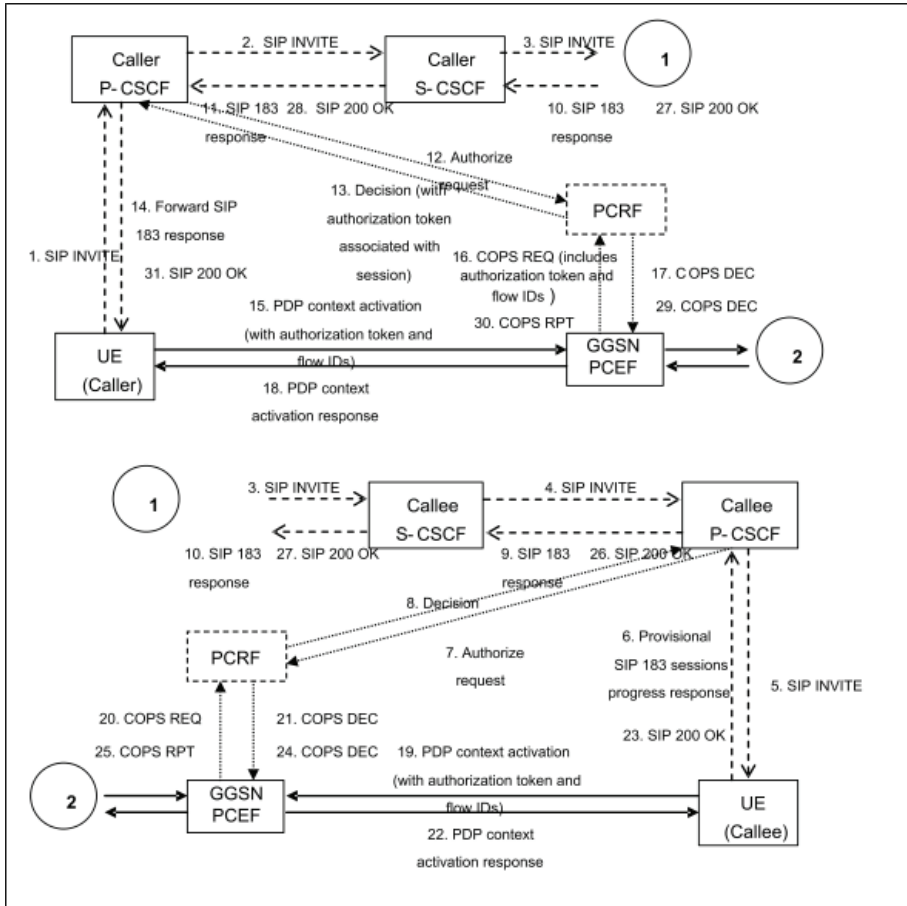 2. SIP INVITE
3. SIP INVITE
Caller
P- CSCF
Caller
S- CSCF
1
11. SIP 183
response
28. SIP 200 OK
10. SIP 183
response
27. SIP 200 OK
12. Authorize
request
13. Decision (with
authorization token
associated with
session)
PCRF
14. Forward SIP
183 response
1. SIP INVITE
31. SIP 200 OK
16. COPS REQ (includes
authorization token and
flow IDs )
17. COPS DEC
15. PDP context activation
(with authorization token and
flow IDs)
30. COPS RPT
29. COPS DEC
UE
(Caller)
GGSN
PCEF
2
18. PDP context
activation response
1
3. SIP INVITE
4. SIP INVITE
Callee
S- CSCF
Callee
P- CSCF
10. SIP 183
response
27. SIP 200 OK
9. SIP 183
response
26. SIP 200 OK
8. Decision
PCRF
7. Authorize
request
6. Provisional
SIP 183 sessions
progress response
5. SIP INVITE
20. COPS REQ
21. COPS DEC
23. SIP 200 OK
25. COPS RPT
24. COPS DEC
19. PDP context activation
(with authorization token and
flow IDs)
2
GGSN
PCEF
UE
(Callee)
22. PDP context
activation response